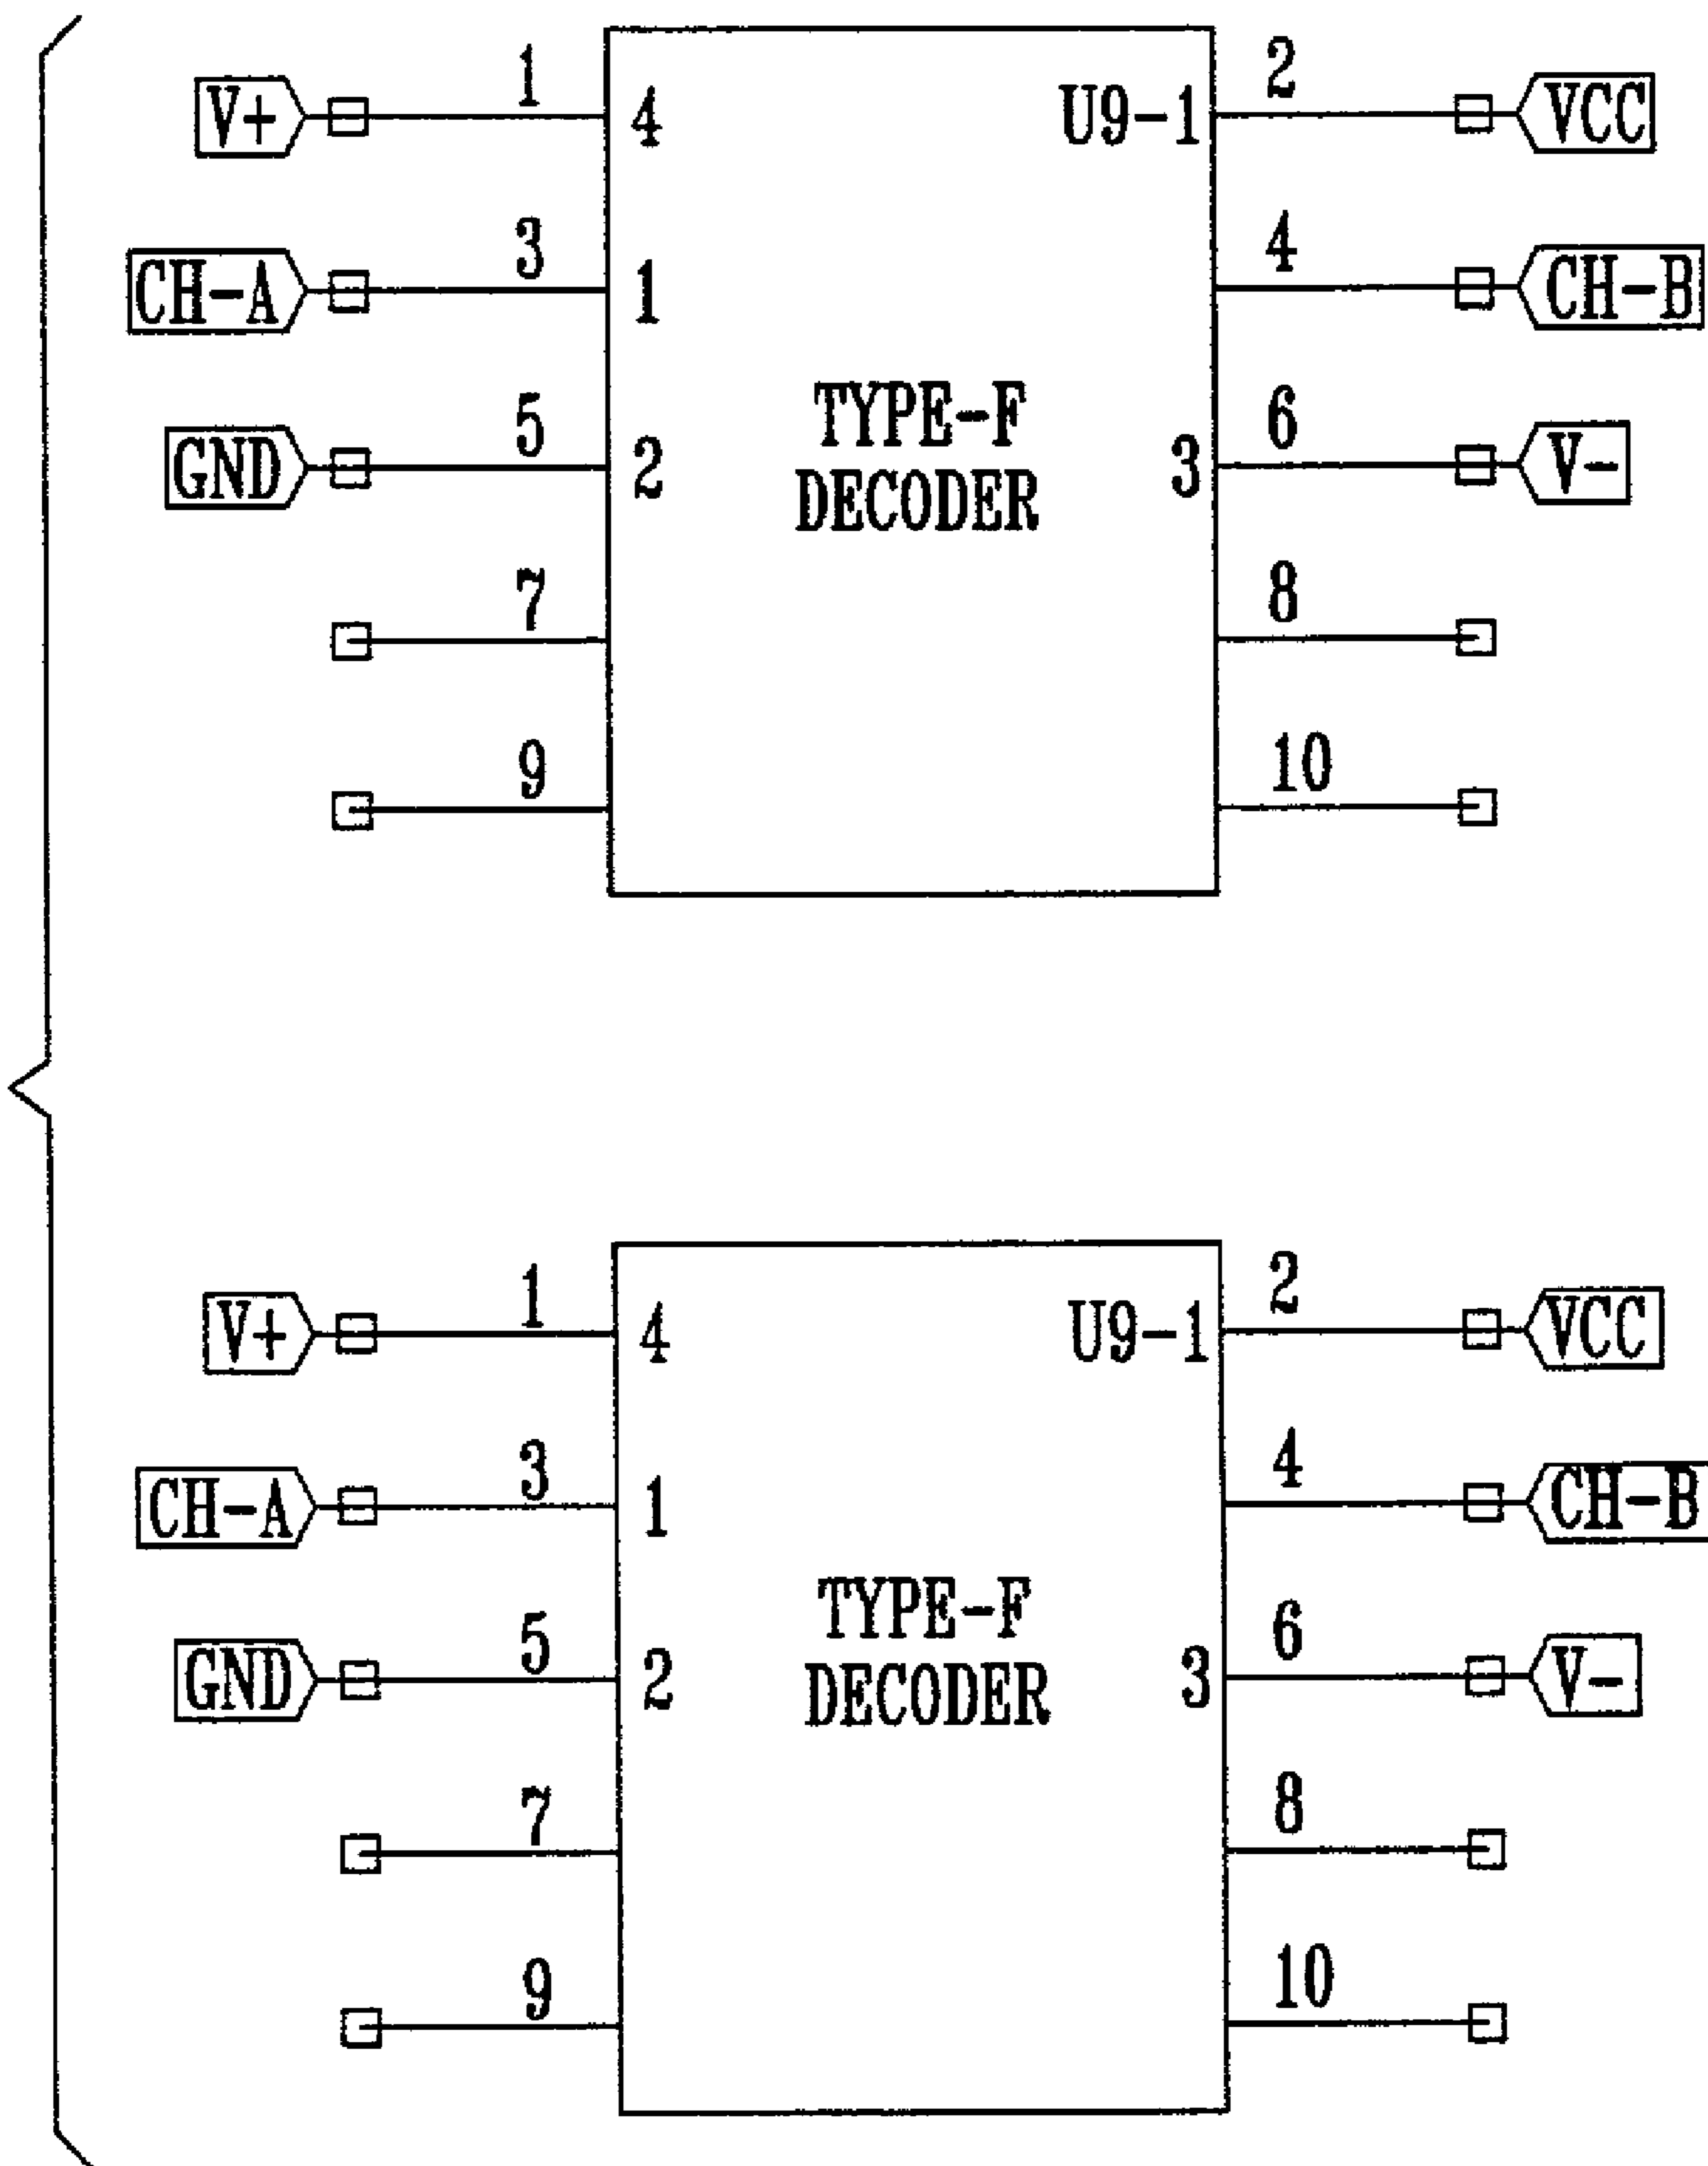 V+ 1 4 U9-1 2 VCC
CH-A 3 1 4 CH-B
TYPE-F
GND 5 2 3 6 V-
DECODER
7 8
9 10
V+ 1 4 U9-1 2 VCC
CH-A 3 1 4 CH-B
TYPE-F
GND 5 2 3 6 V-
DECODER
7 8
9 10